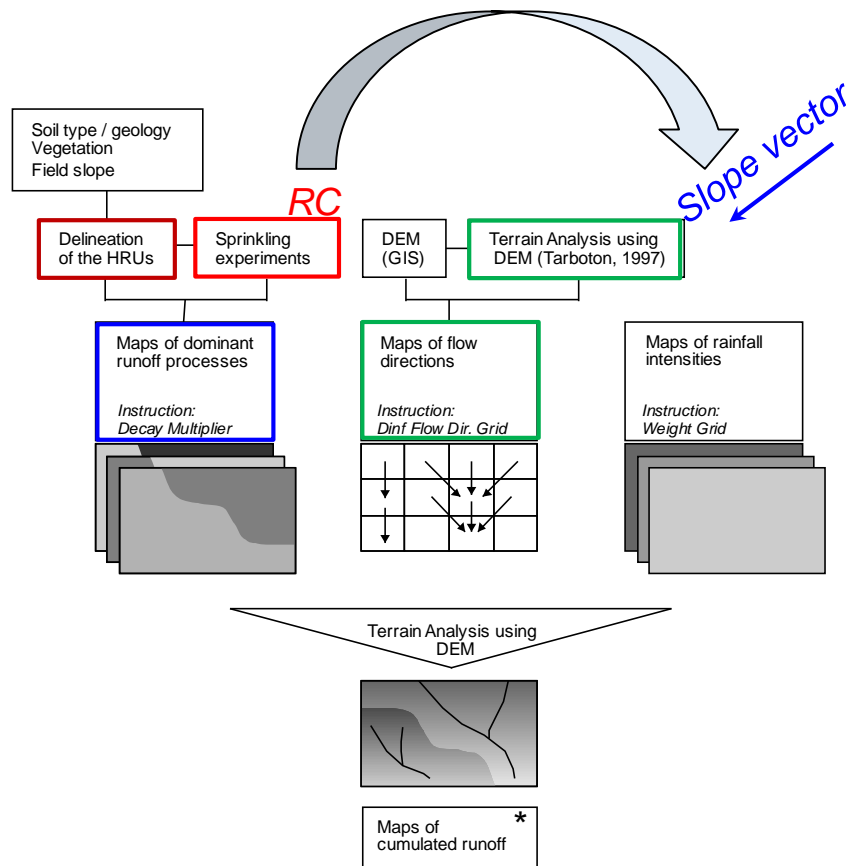 Soil type / geology
Vegetation
Field slope
RC
Slope vector
Delineation
of the HRUs
Sprinkling
experiments
DEM
(GIS)
Terrain Analysis using
DEM (Tarboton, 1997)
Maps of dominant
runoff processes
Instruction:
Decay Multiplier
Maps of flow
directions
Instruction:
Dinf Flow Dir. Grid
Maps of rainfall
intensities
Instruction:
Weight Grid
Terrain Analysis using
DEM
Maps of
cumulated runoff
*